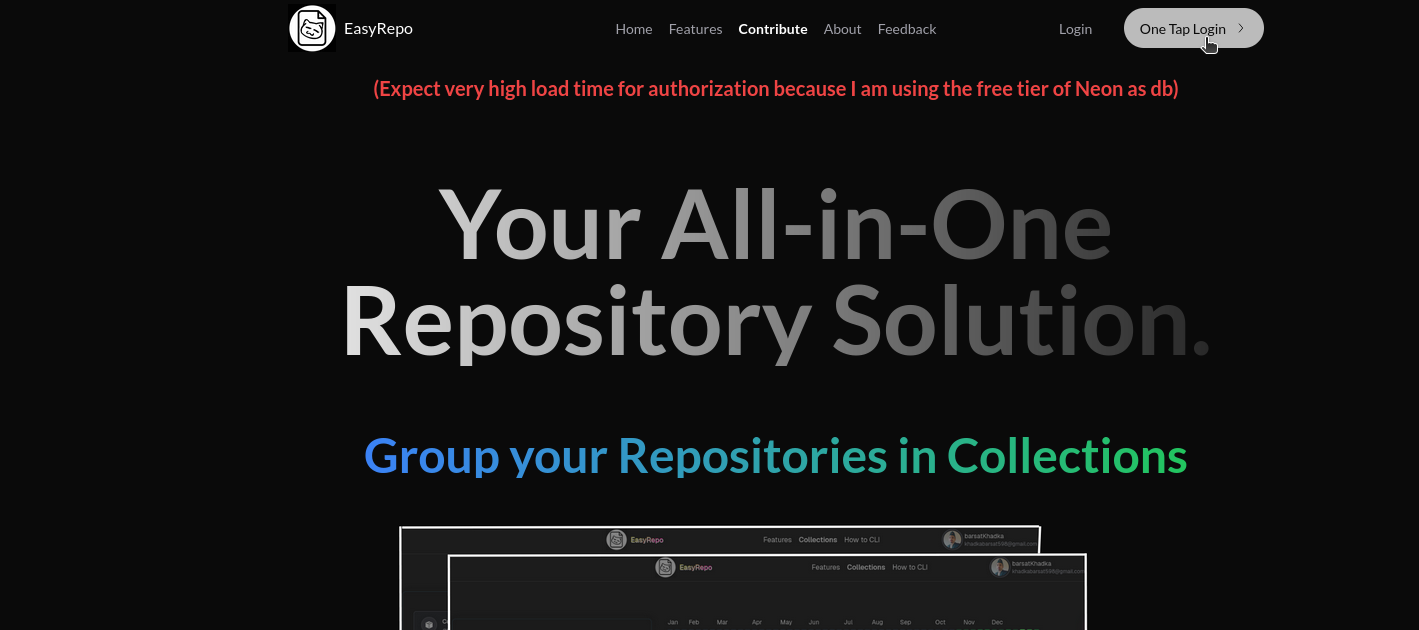 EasyRepo
Home Features Contribute About Feedback
Login
One Tap Login
(Expect very high load time for authorization because I am using the free tier of Neon as db)
Your All-in-One
Repository Solution.
Group your Repositories in Collections
EasyRepo
Features Collections How to CLI
barsatKhadka
khadkabarsat598@gmail.com
EasyRepo
Features Collections How to CLI
barsatKhadka
khadkabarsat598@gmail.com
Jan Feb Mar Apr May Jun Jul Aug Sep Oct Nov Dec